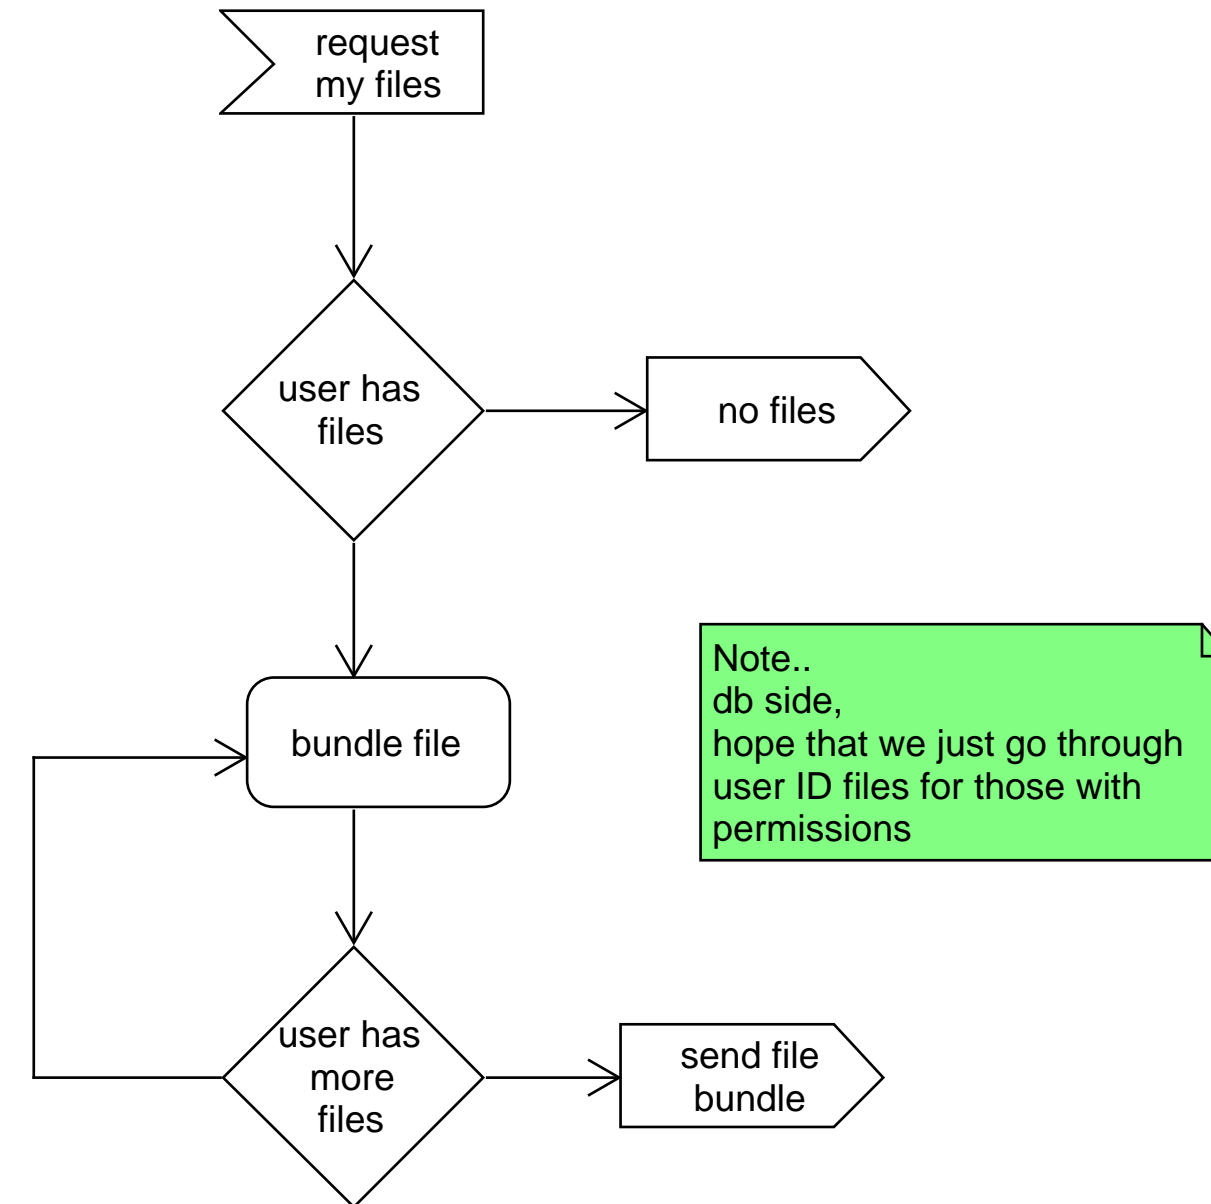 request
my files
user has
files
no files
bundle file
Note..
db side,
hope that we just go through
user ID files for those with
permissions
user has
more
files
send file
bundle